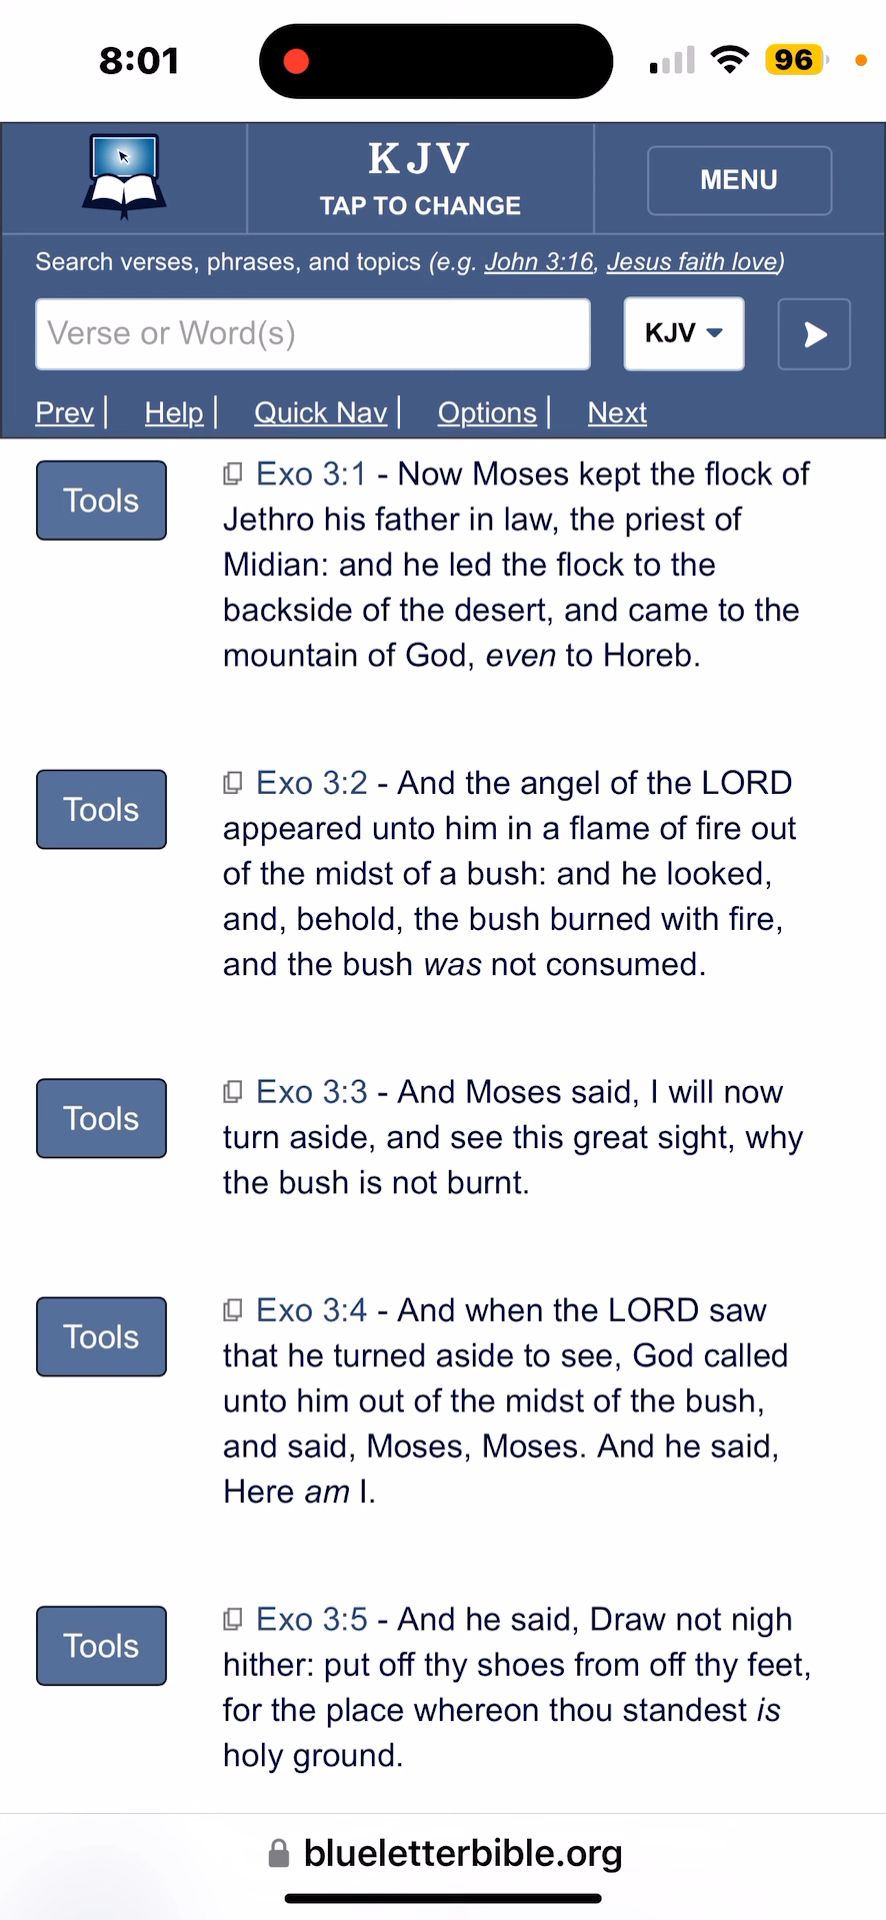 8:01
96
KJV
TAP TO CHANGE
MENU
Search verses, phrases, and topics (e.g. John 3:16, Jesus faith love)
Verse or Word(s)
KJV
Prev | Help | Quick Nav | Options | Next
Tools
Exo 3:1 - Now Moses kept the flock of
Jethro his father in law, the priest of
Midian: and he led the flock to the
backside of the desert, and came to the
mountain of God, even to Horeb.
Tools
Exo 3:2 - And the angel of the LORD
appeared unto him in a flame of fire out
of the midst of a bush: and he looked,
and, behold, the bush burned with fire,
and the bush was not consumed.
Tools
Exo 3:3 - And Moses said, I will now
turn aside, and see this great sight, why
the bush is not burnt.
Tools
Exo 3:4 - And when the LORD saw
that he turned aside to see, God called
unto him out of the midst of the bush,
and said, Moses, Moses. And he said,
Here am I.
Tools
Exo 3:5 - And he said, Draw not nigh
hither: put off thy shoes from off thy feet,
for the place whereon thou standest is
holy ground.
blueletterbible.org